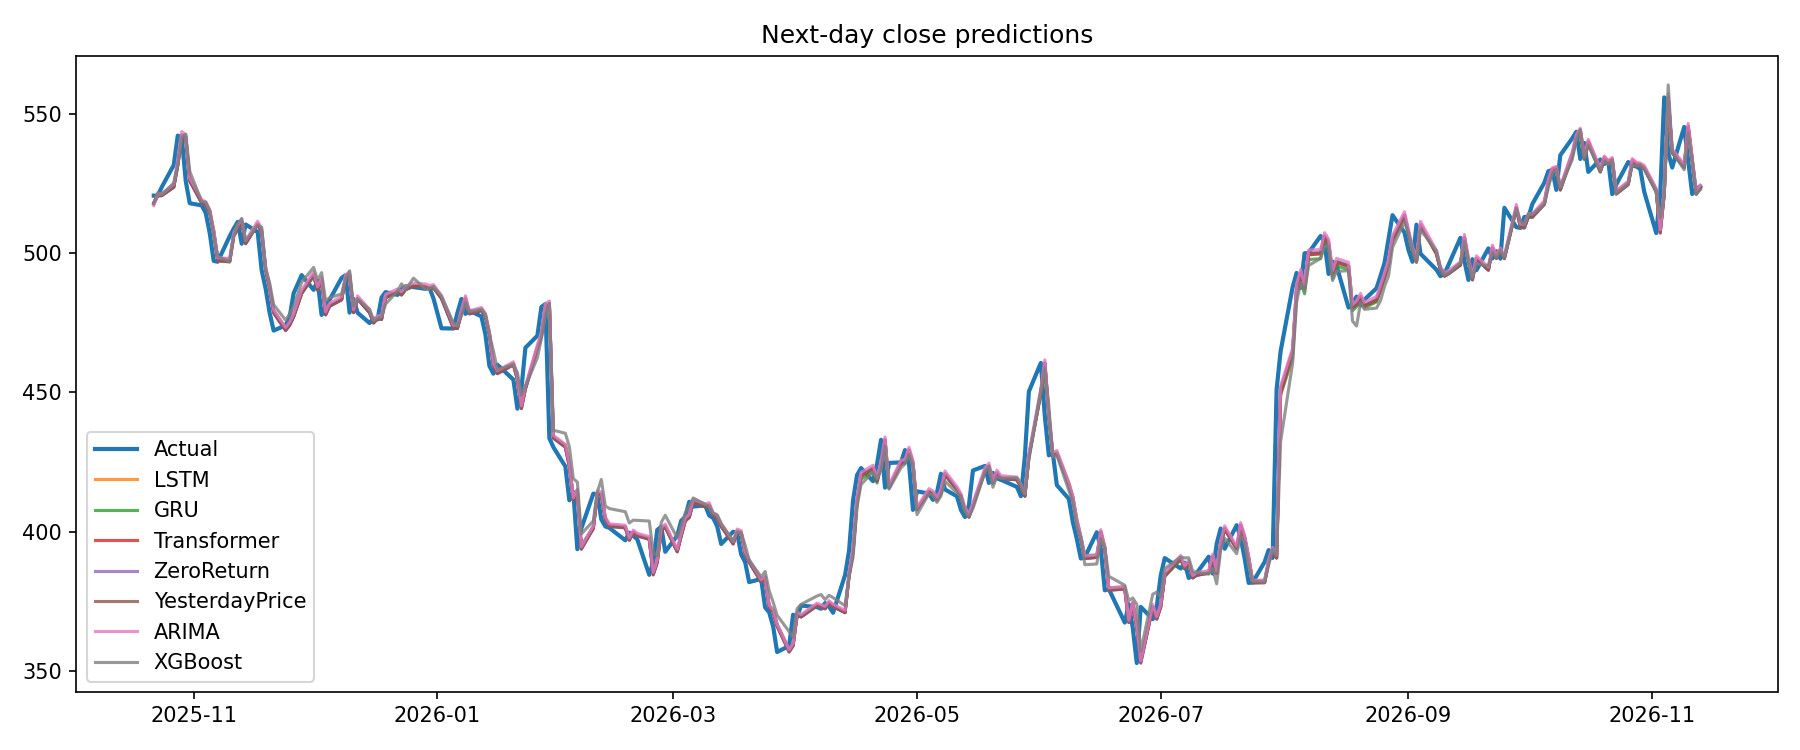 Next-day close predictions
550
500
450
400
350
Actual
LSTM
GRU
Transformer
ZeroReturn
YesterdayPrice
ARIMA
XGBoost
2025-11
2026-01
2026-03
2026-05
2026-07
2026-09
2026-11